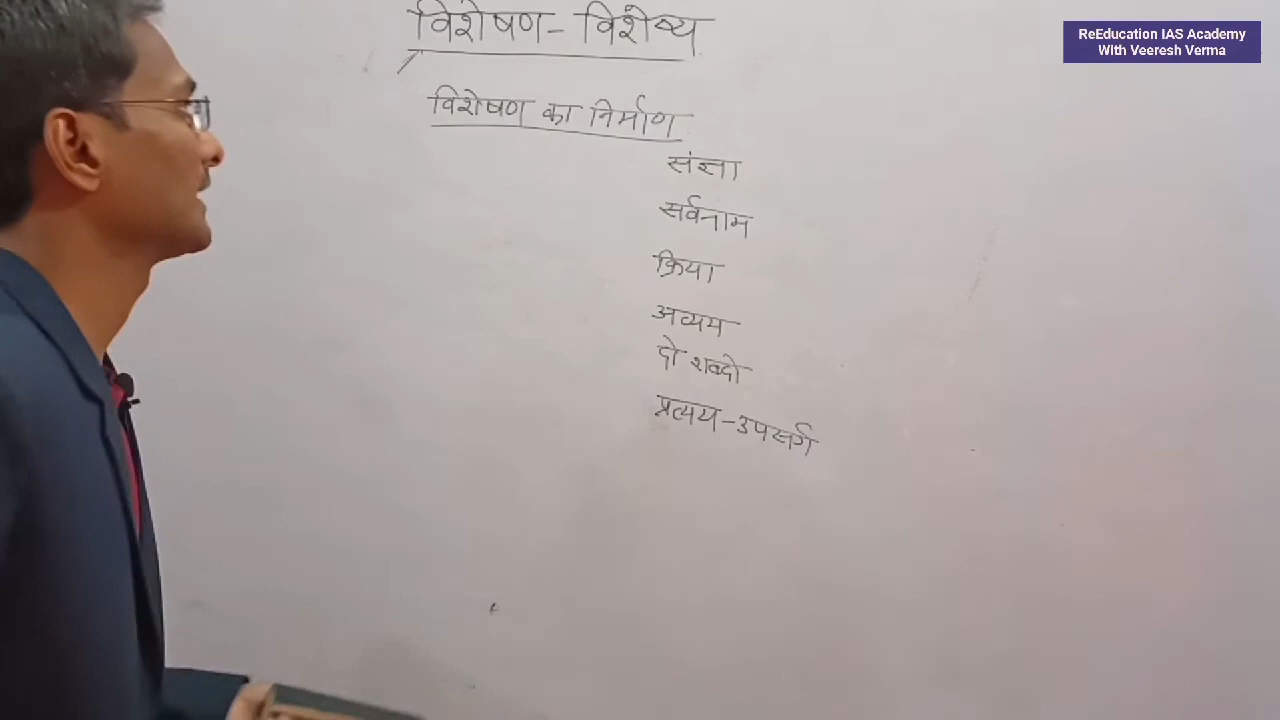 विशेषण - विशेष्य
विशेषण का निर्माण
संज्ञा
सर्वनाम
क्रिया
अव्यय
दो शब्दो
प्रत्यय - उपसर्ग
ReEducation IAS Academy
With Veeresh Verma